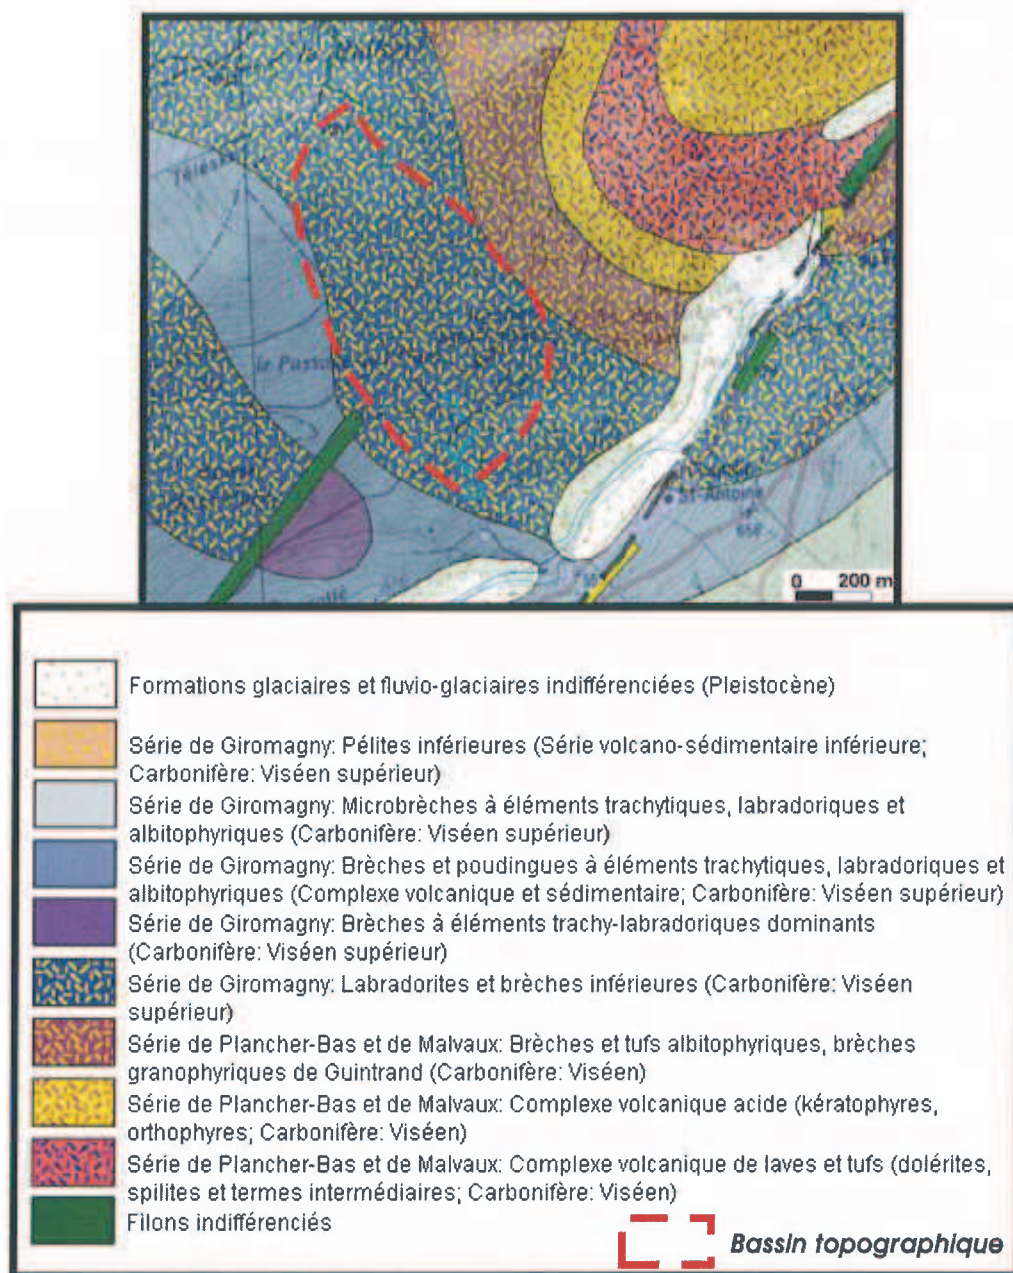 le Passa
St-Antoine
0 200 m
Formations glaciaires et fluvio-glaciaires indifférenciées (Pleistocène)
Série de Giromagny: Pélites inférieures (Série volcano-sédimentaire inférieure;
Carbonifère: Viséen supérieur)
Série de Giromagny: Microbrèches à éléments trachytiques, labradoriques et
albitophyriques (Carbonifère: Viséen supérieur)
Série de Giromagny: Brèches et poudingues à éléments trachytiques, labradoriques et
albitophyriques (Complexe volcanique et sédimentaire; Carbonifère: Viséen supérieur)
Série de Giromagny: Brèches à éléments trachy-labradoriques dominants
(Carbonifère: Viséen supérieur)
Série de Giromagny: Labradorites et brèches inférieures (Carbonifère: Viséen
supérieur)
Série de Plancher-Bas et de Malvaux: Brèches et tufs albitophyriques, brèches
granophyriques de Guintrand (Carbonifère: Viséen)
Série de Plancher-Bas et de Malvaux: Complexe volcanique acide (kératophyres,
orthophyres; Carbonifère: Viséen)
Série de Plancher-Bas et de Malvaux: Complexe volcanique de laves et tufs (dolérites,
spilites et termes intermédiaires; Carbonifère: Viséen)
Filons indifférenciés
Bassin topographique